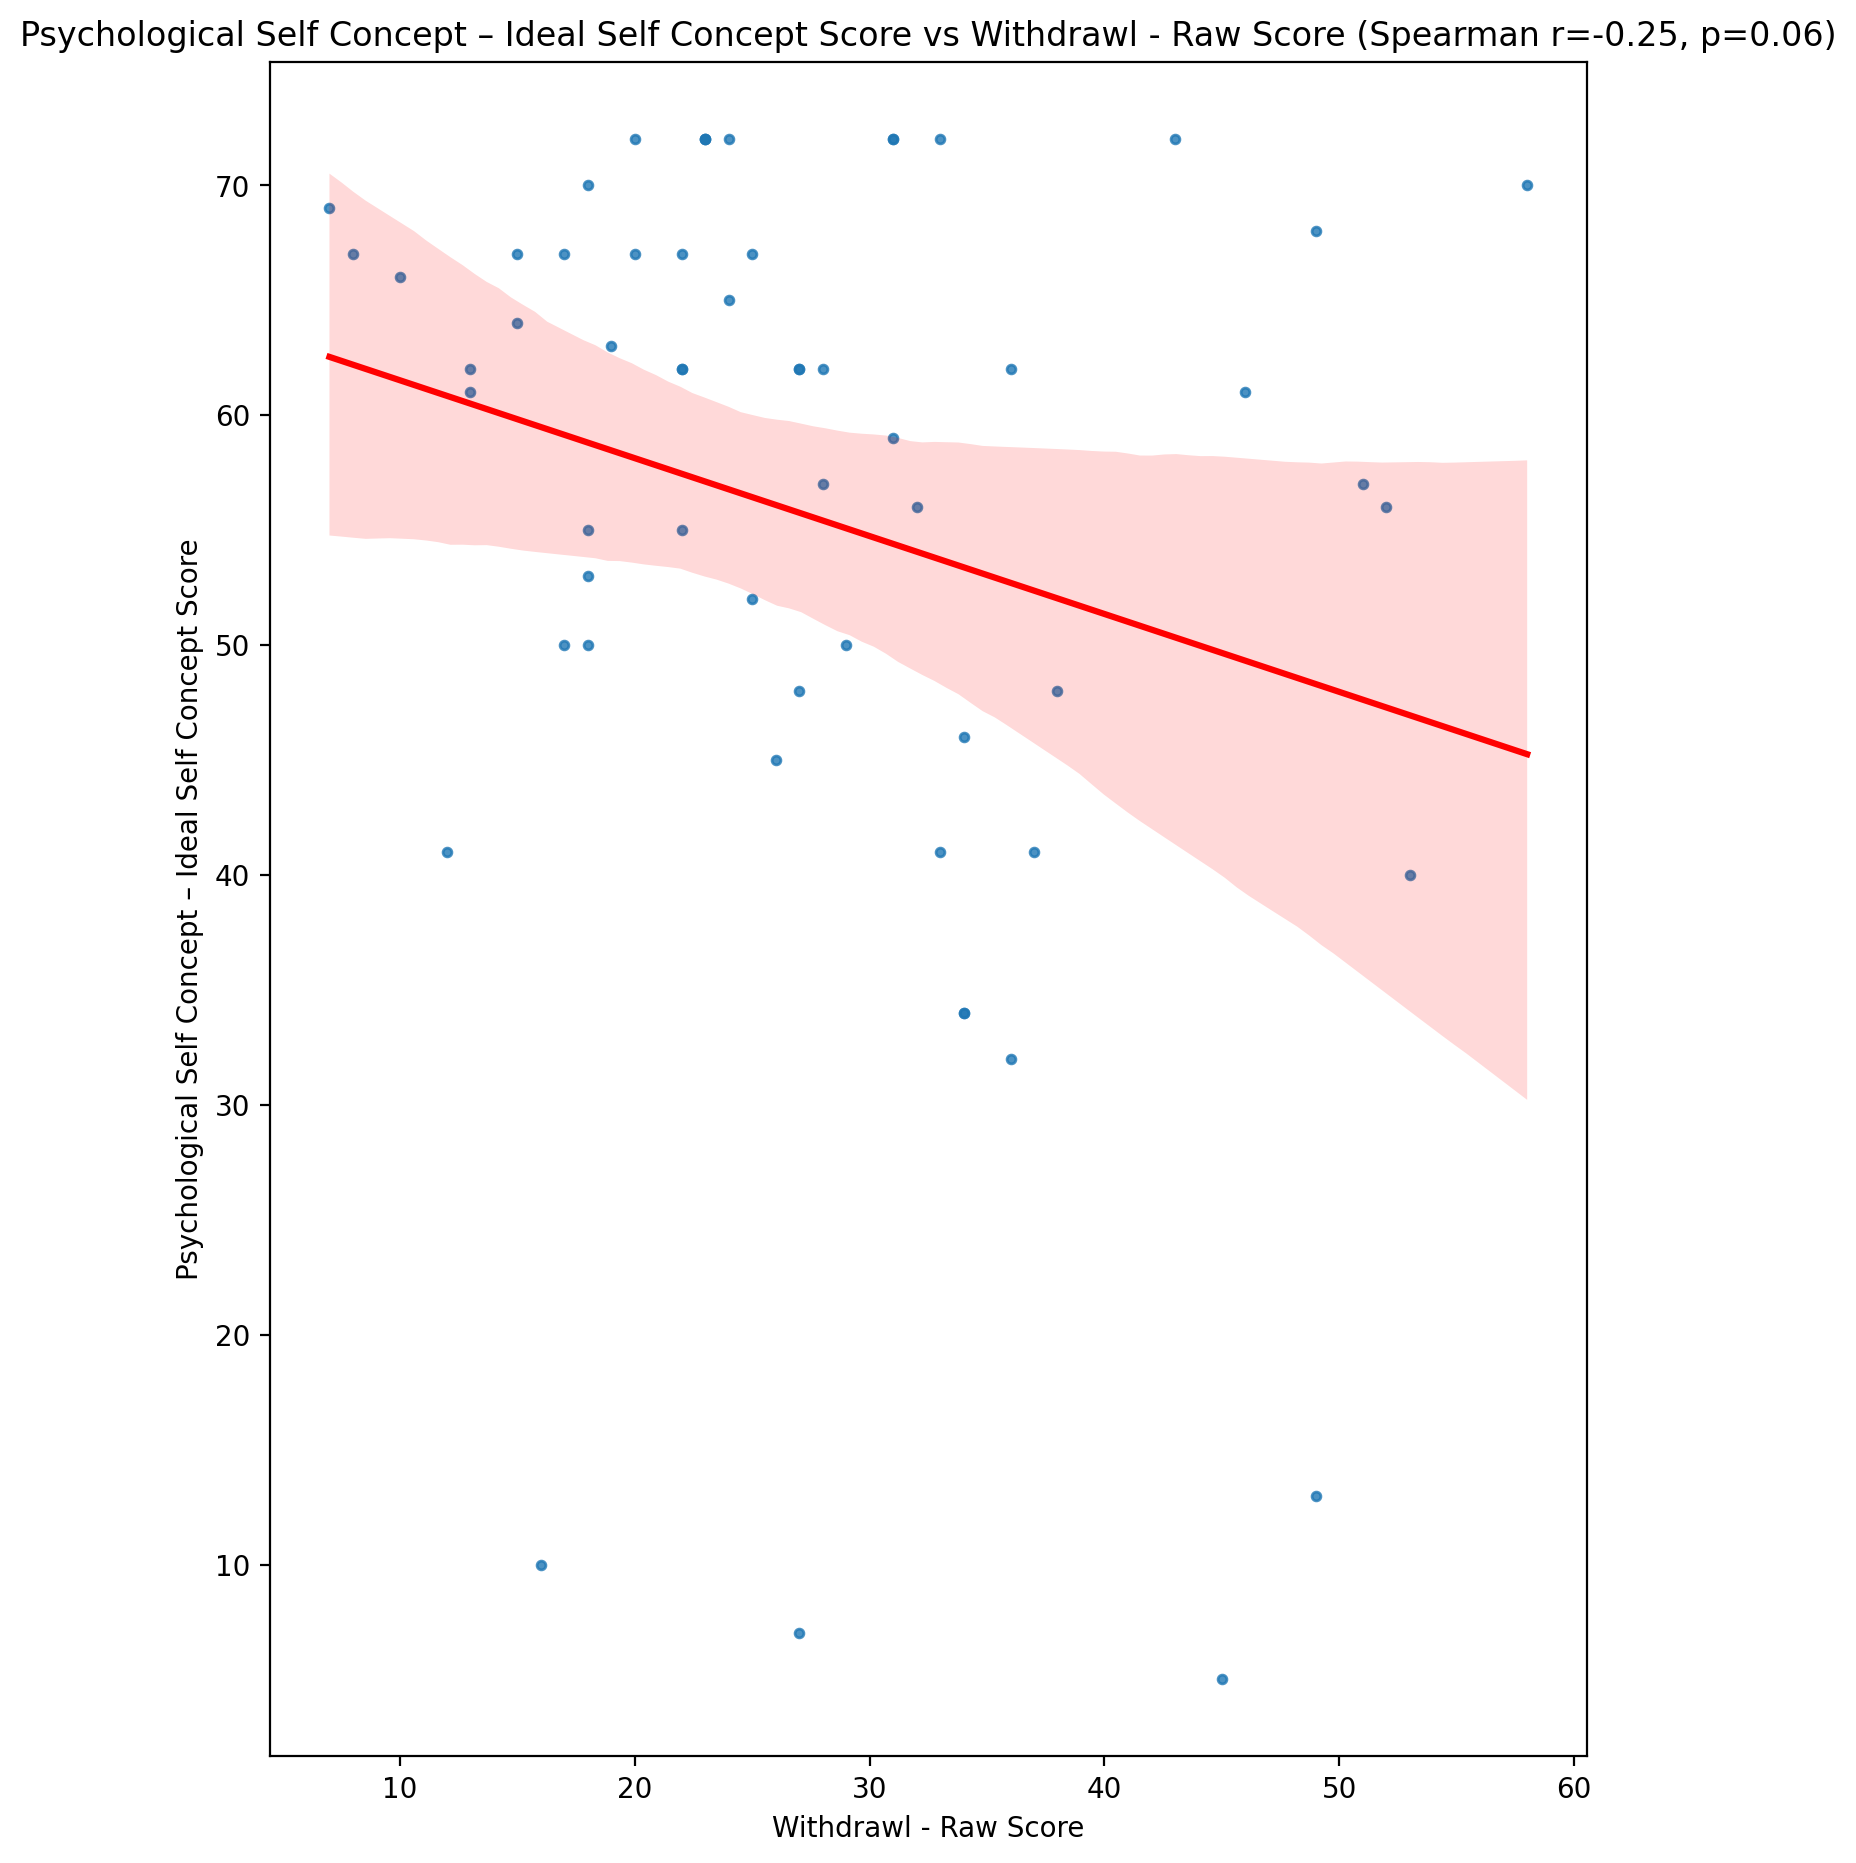 Psychological Self Concept – Ideal Self Concept Score vs Withdrawl - Raw Score (Spearman r=-0.25, p=0.06)
Psychological Self Concept – Ideal Self Concept Score
70
60
50
40
30
20
10
10 20 30 40 50 60
Withdrawl - Raw Score